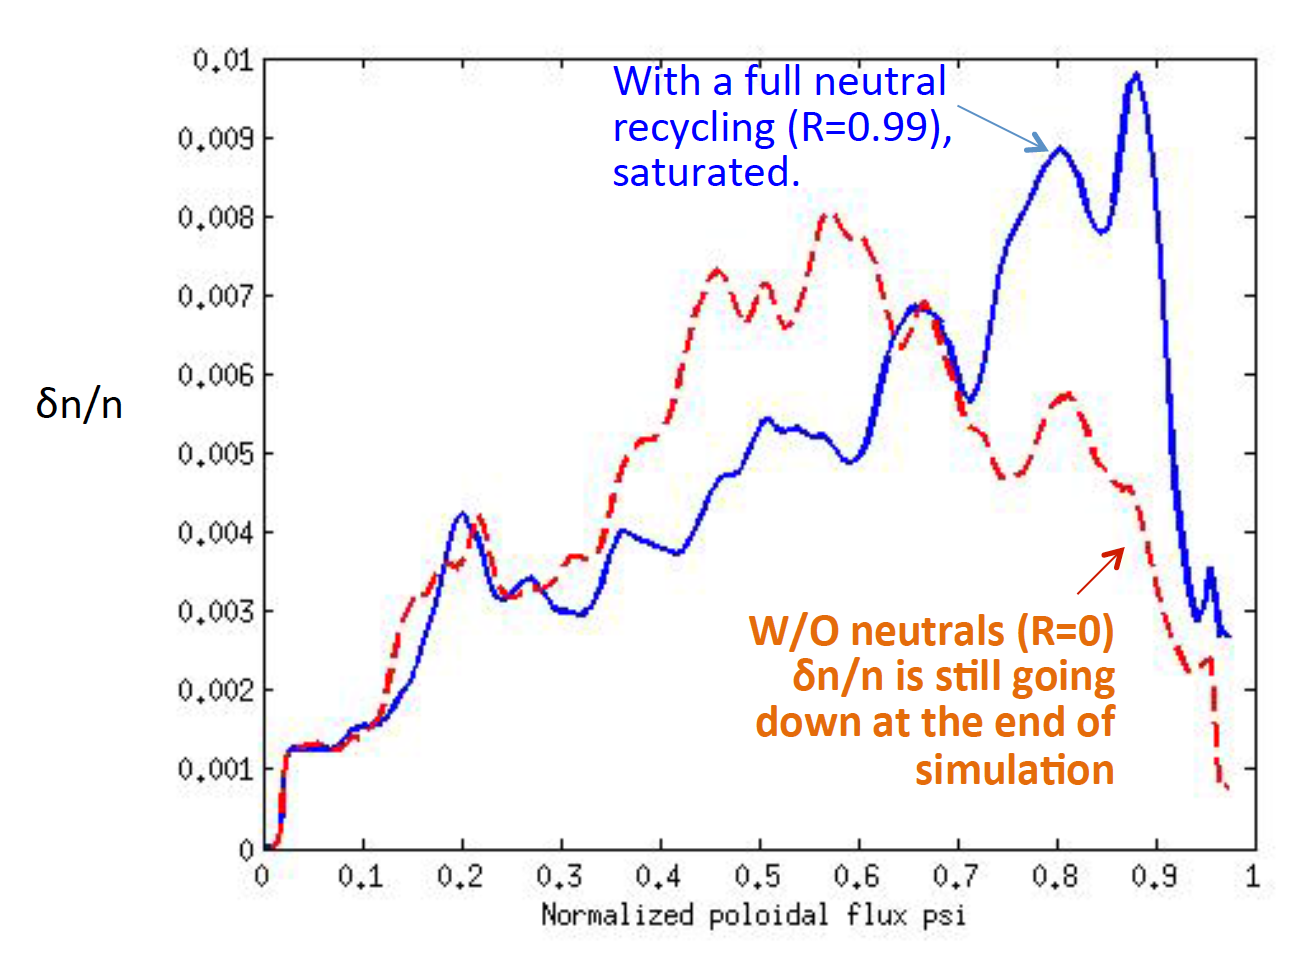 With a full neutral
recycling (R=0.99),
saturated.
0.01
0.009
0.008
0.007
0.006
0.005
0.004
0.003
0.002
0.001
0
δn/n
W/O neutrals (R=0)
δn/n is still going
down at the end of
simulation
0 0.1 0.2 0.3 0.4 0.5 0.6 0.7 0.8 0.9 1
Normalized poloidal flux psi